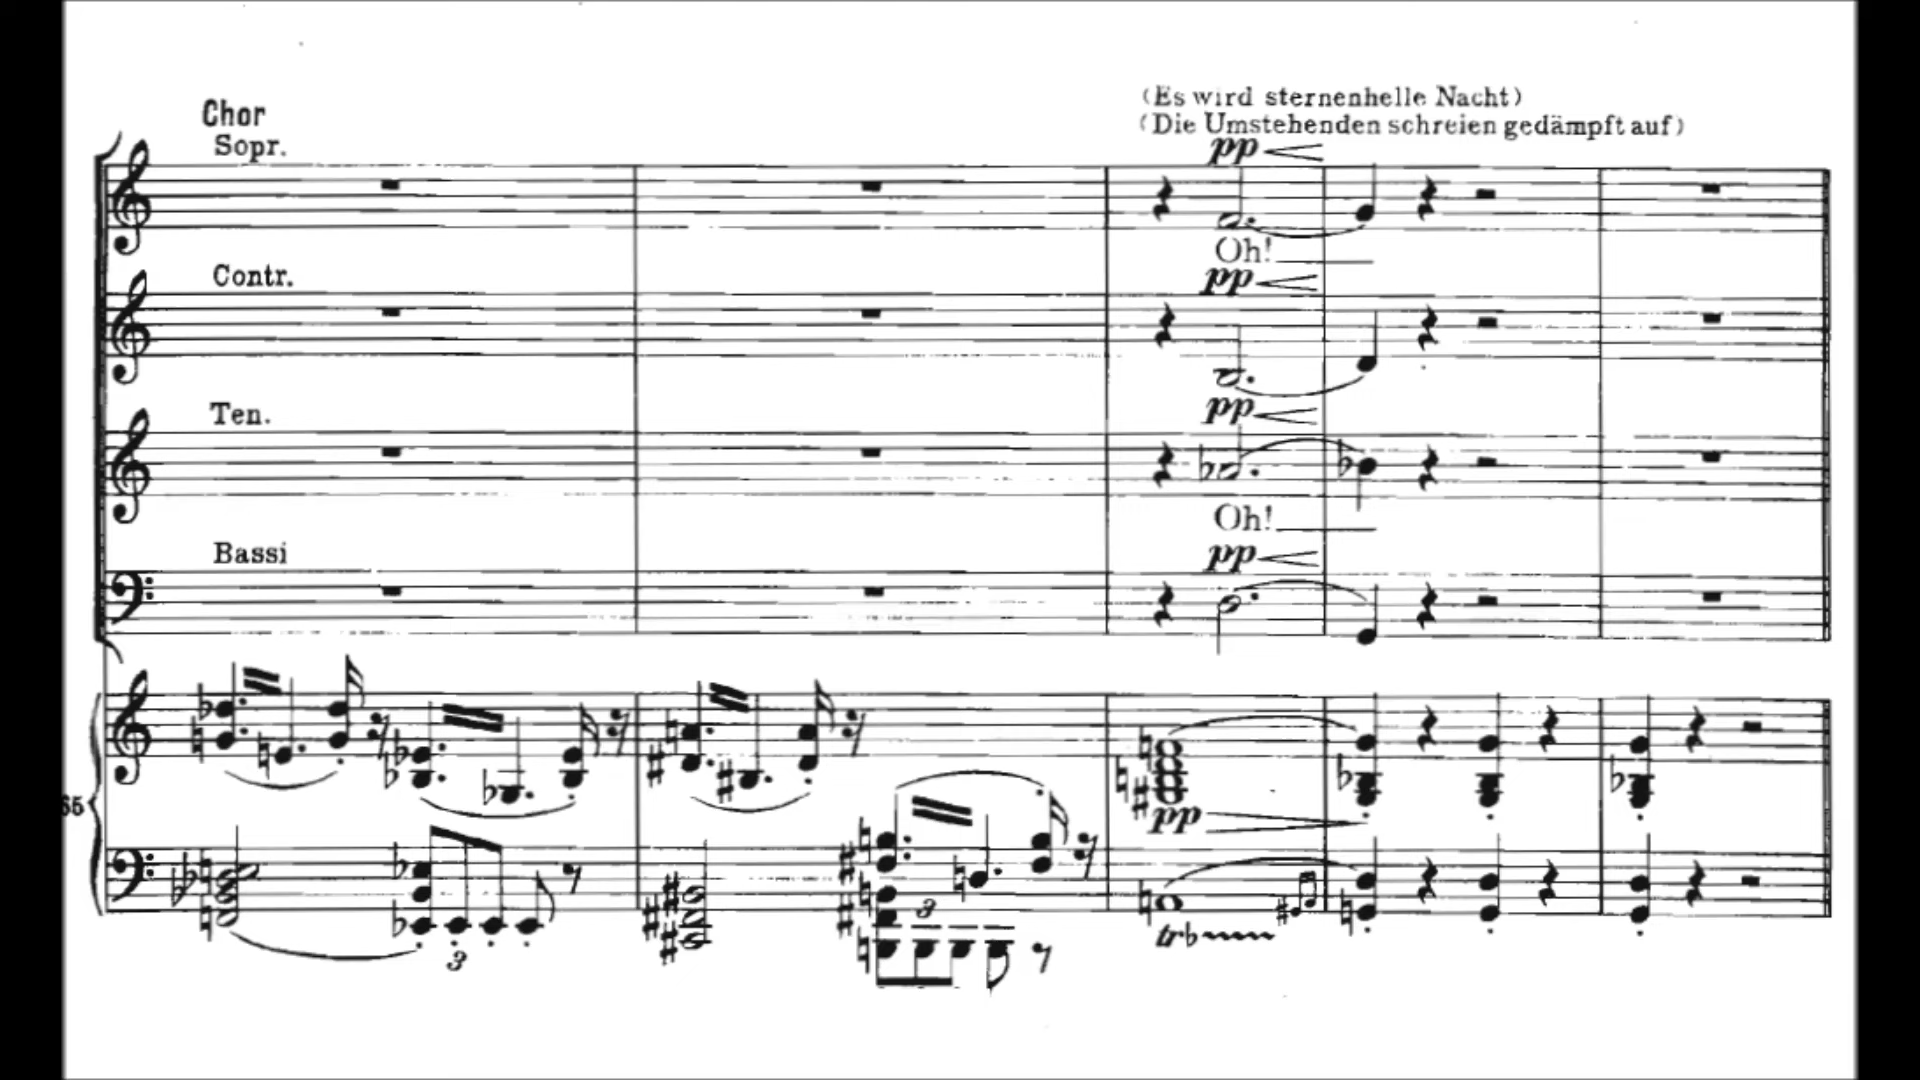 Chor
Sopr.
(Es wird sternenhelle Nacht)
(Die Umstehenden schreien gedämpft auf)
pp
Oh!
Contr.
pp
Ten.
pp
Oh!
Bassi
pp
65
pp
3
3
tr♭